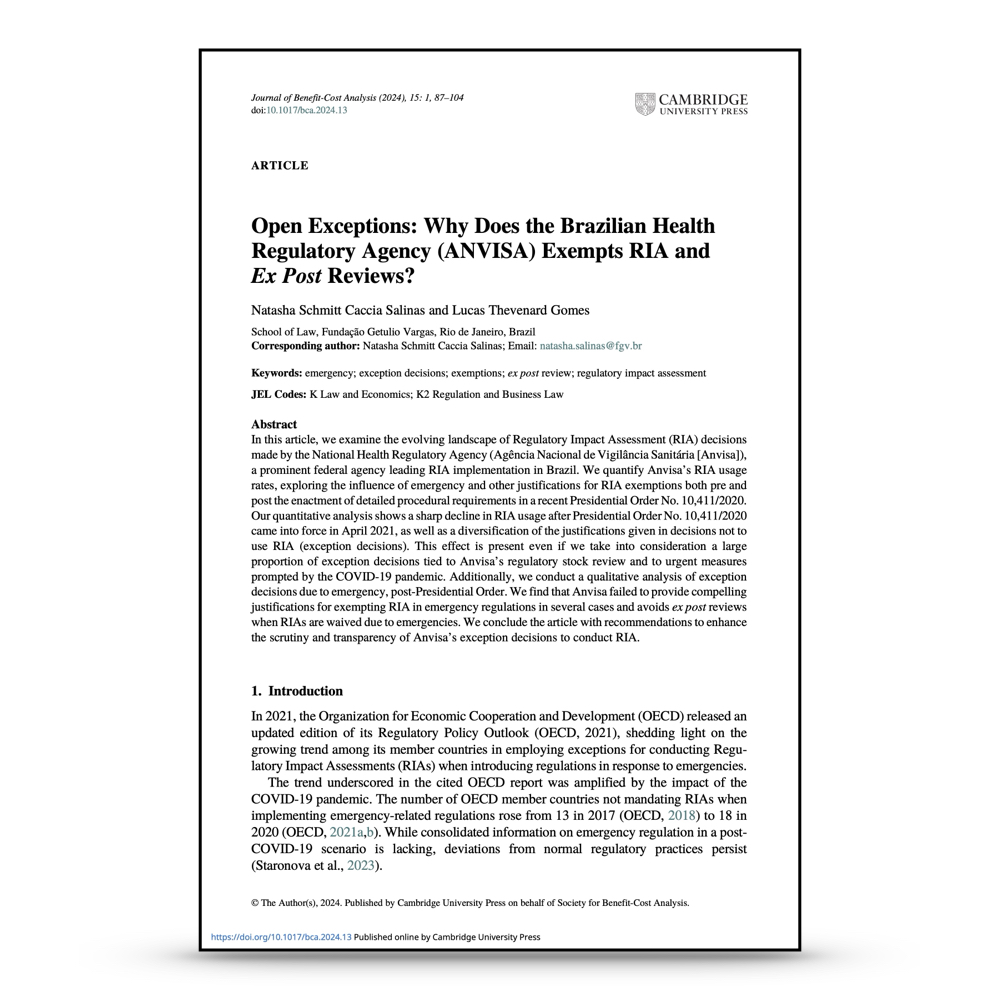 Journal of Benefit-Cost Analysis (2024), 15: 1, 87–104
doi:10.1017/bca.2024.13
CAMBRIDGE
UNIVERSITY PRESS
ARTICLE
Open Exceptions: Why Does the Brazilian Health
Regulatory Agency (ANVISA) Exempts RIA and
Ex Post Reviews?
Natasha Schmitt Caccia Salinas and Lucas Thevenard Gomes
School of Law, Fundação Getulio Vargas, Rio de Janeiro, Brazil
Corresponding author: Natasha Schmitt Caccia Salinas; Email: natasha.salinas@fgv.br
Keywords: emergency; exception decisions; exemptions; ex post review; regulatory impact assessment
JEL Codes: K Law and Economics; K2 Regulation and Business Law
Abstract
In this article, we examine the evolving landscape of Regulatory Impact Assessment (RIA) decisions
made by the National Health Regulatory Agency (Agência Nacional de Vigilância Sanitária [Anvisa]),
a prominent federal agency leading RIA implementation in Brazil. We quantify Anvisa's RIA usage
rates, exploring the influence of emergency and other justifications for RIA exemptions both pre and
post the enactment of detailed procedural requirements in a recent Presidential Order No. 10,411/2020.
Our quantitative analysis shows a sharp decline in RIA usage after Presidential Order No. 10,411/2020
came into force in April 2021, as well as a diversification of the justifications given in decisions not to
use RIA (exception decisions). This effect is present even if we take into consideration a large
proportion of exception decisions tied to Anvisa's regulatory stock review and to urgent measures
prompted by the COVID-19 pandemic. Additionally, we conduct a qualitative analysis of exception
decisions due to emergency, post-Presidential Order. We find that Anvisa failed to provide compelling
justifications for exempting RIA in emergency regulations in several cases and avoids ex post reviews
when RIAs are waived due to emergencies. We conclude the article with recommendations to enhance
the scrutiny and transparency of Anvisa's exception decisions to conduct RIA.
1. Introduction
In 2021, the Organization for Economic Cooperation and Development (OECD) released an
updated edition of its Regulatory Policy Outlook (OECD, 2021), shedding light on the
growing trend among its member countries in employing exceptions for conducting Regu-
latory Impact Assessments (RIAs) when introducing regulations in response to emergencies.
The trend underscored in the cited OECD report was amplified by the impact of the
COVID-19 pandemic. The number of OECD member countries not mandating RIAs when
implementing emergency-related regulations rose from 13 in 2017 (OECD, 2018) to 18 in
2020 (OECD, 2021a,b). While consolidated information on emergency regulation in a post-
COVID-19 scenario is lacking, deviations from normal regulatory practices persist
(Staronova et al., 2023).
© The Author(s), 2024. Published by Cambridge University Press on behalf of Society for Benefit-Cost Analysis.
https://doi.org/10.1017/bca.2024.13 Published online by Cambridge University Press